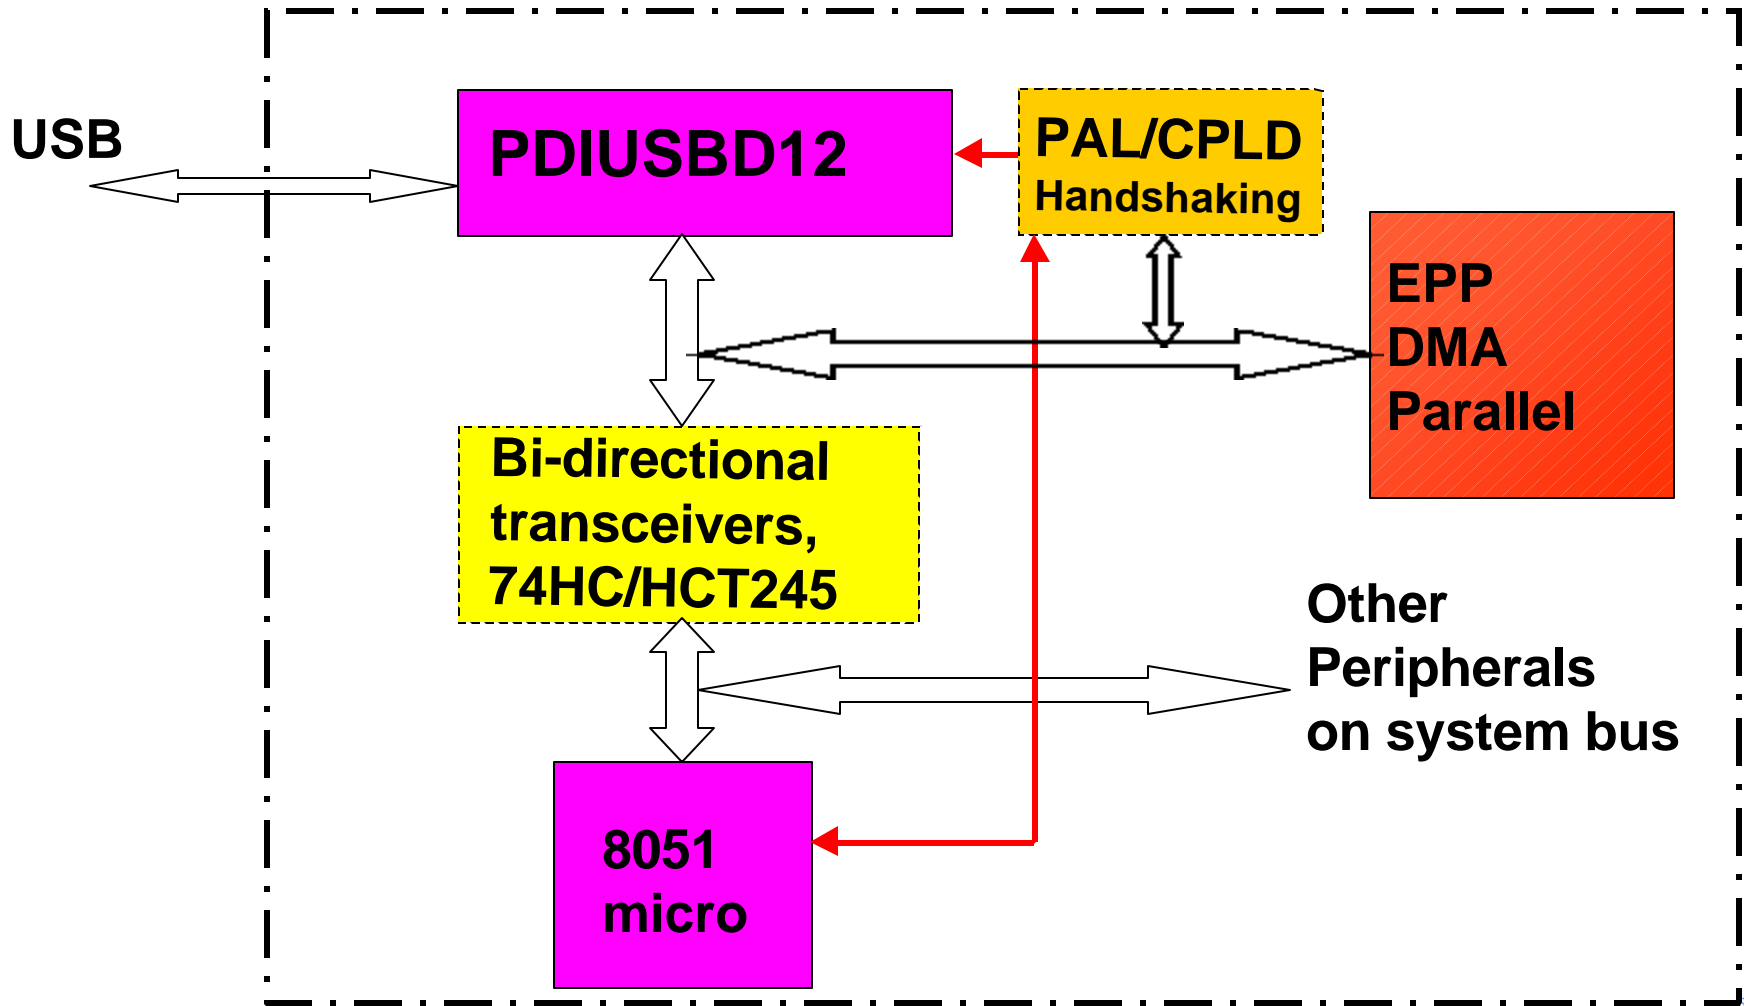 USB
PDIUSBD12
PAL/CPLD
Handshaking
EPP
DMA
Parallel
Bi-directional
transceivers,
74HC/HCT245
Other
Peripherals
on system bus
8051
micro